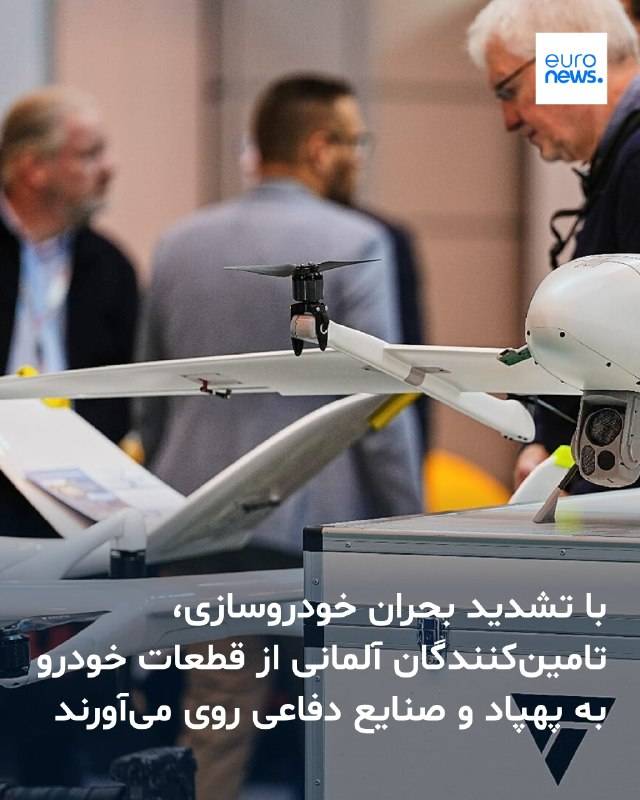 euro
news.
با تشدید بحران خودروسازی،
تامین‌کنندگان آلمانی از قطعات خودرو
به پهپاد و صنایع دفاعی روی می‌آورند